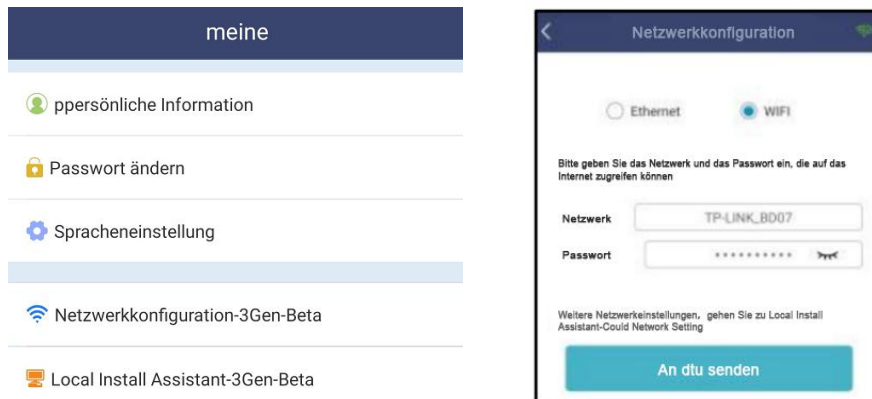 meine
ppersönliche Information
Passwort ändern
Spracheneinstellung
Netzwerkkonfiguration-3Gen-Beta
Local Install Assistant-3Gen-Beta
Netzwerkkonfiguration
Ethernet
WIFI
Bitte geben Sie das Netzwerk und das Passwort ein, die auf das
Internet zugreifen können
Netzwerk TP-LINK_BD07
Passwort **********
Weitere Netzwerkeinstellungen, gehen Sie zu Local Install
Assistant-Could Network Setting
An dtu senden